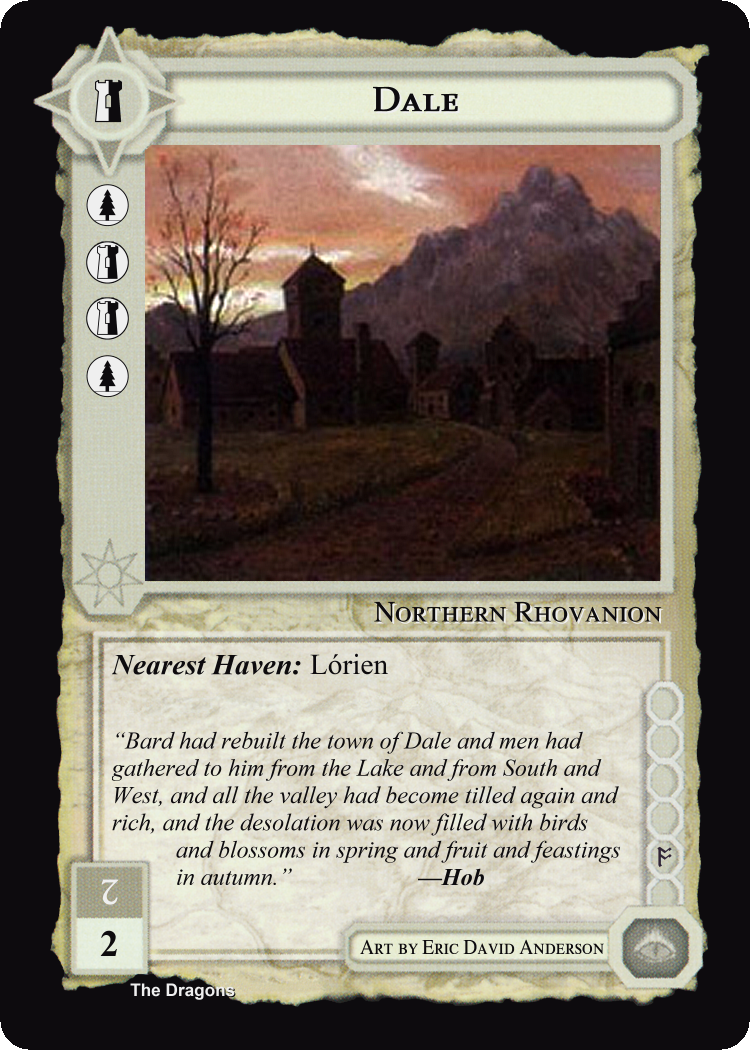 DALE
NORTHERN RHOVANION
Nearest Haven: Lórien
“Bard had rebuilt the town of Dale and men had
gathered to him from the Lake and from South and
West, and all the valley had become tilled again and
rich, and the desolation was now filled with birds
and blossoms in spring and fruit and feastings
in autumn.” —Hob
2
2
ART BY ERIC DAVID ANDERSON
The Dragons